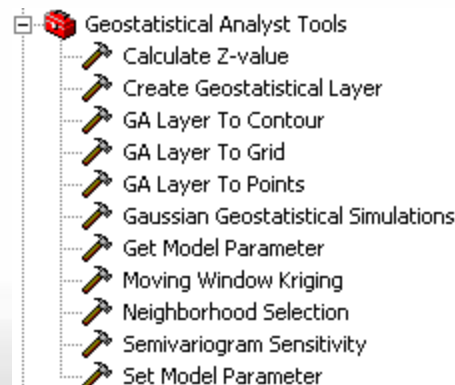 Geostatistical Analyst Tools
Calculate Z-value
Create Geostatistical Layer
GA Layer To Contour
GA Layer To Grid
GA Layer To Points
Gaussian Geostatistical Simulations
Get Model Parameter
Moving Window Kriging
Neighborhood Selection
Semivariogram Sensitivity
Set Model Parameter